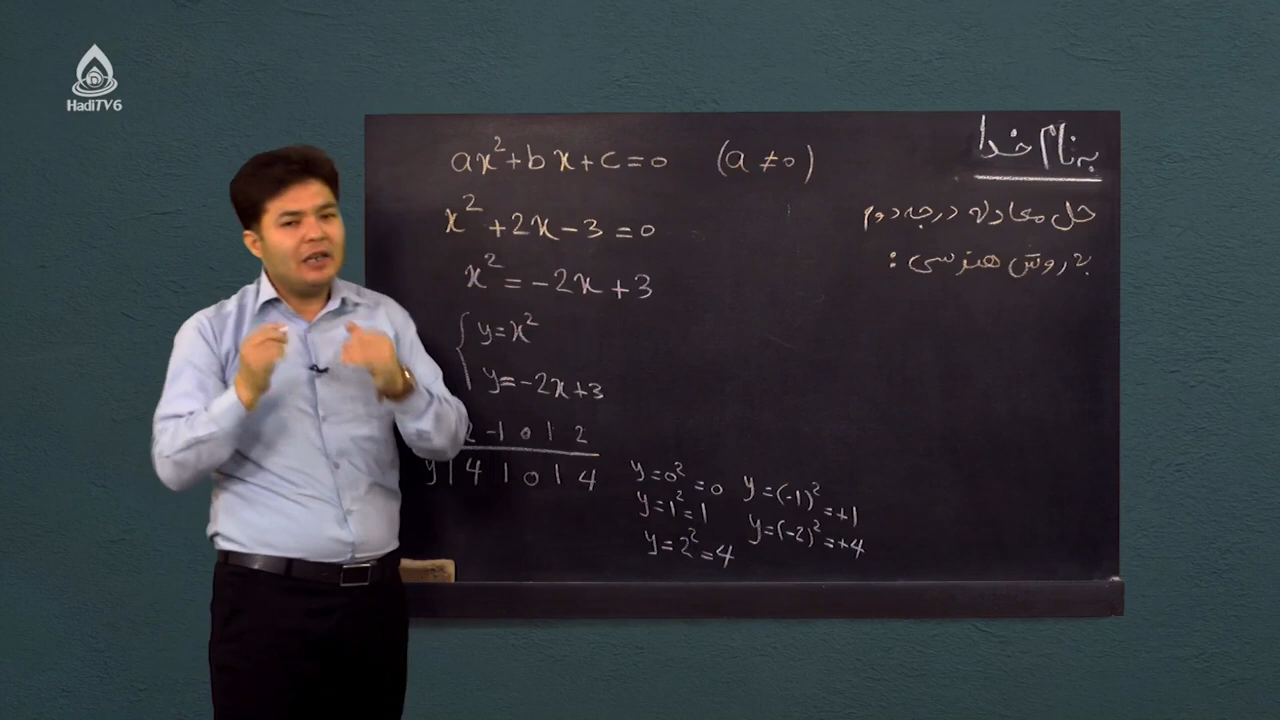 HadiTV6
به نام خدا
حل معادله درجه دوم
به روش هندسی :
ax²+bx+c=0 (a≠0)
x²+2x-3=0
x²=-2x+3
y=x²
y=-2x+3
2 -1 0 1 2
y 4 1 0 1 4
y=0²=0 y=(-1)²=+1
y=1²=1 y=(-2)²=+4
y=2²=4